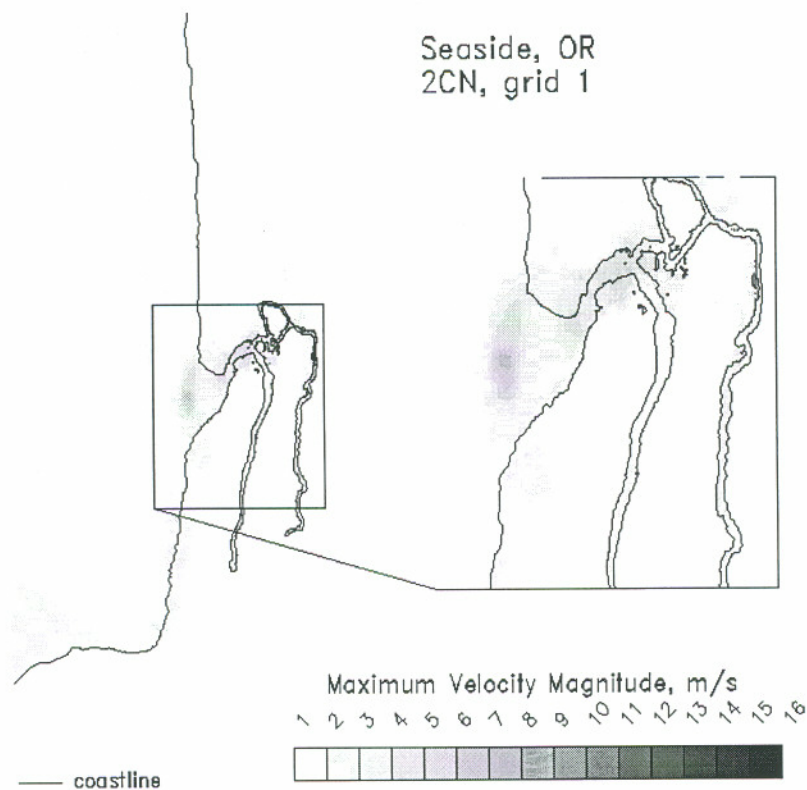 Seaside, OR
2CN, grid 1
Maximum Velocity Magnitude, m/s
1 2 3 4 5 6 7 8 9 10 11 12 13 14 15 16
coastline